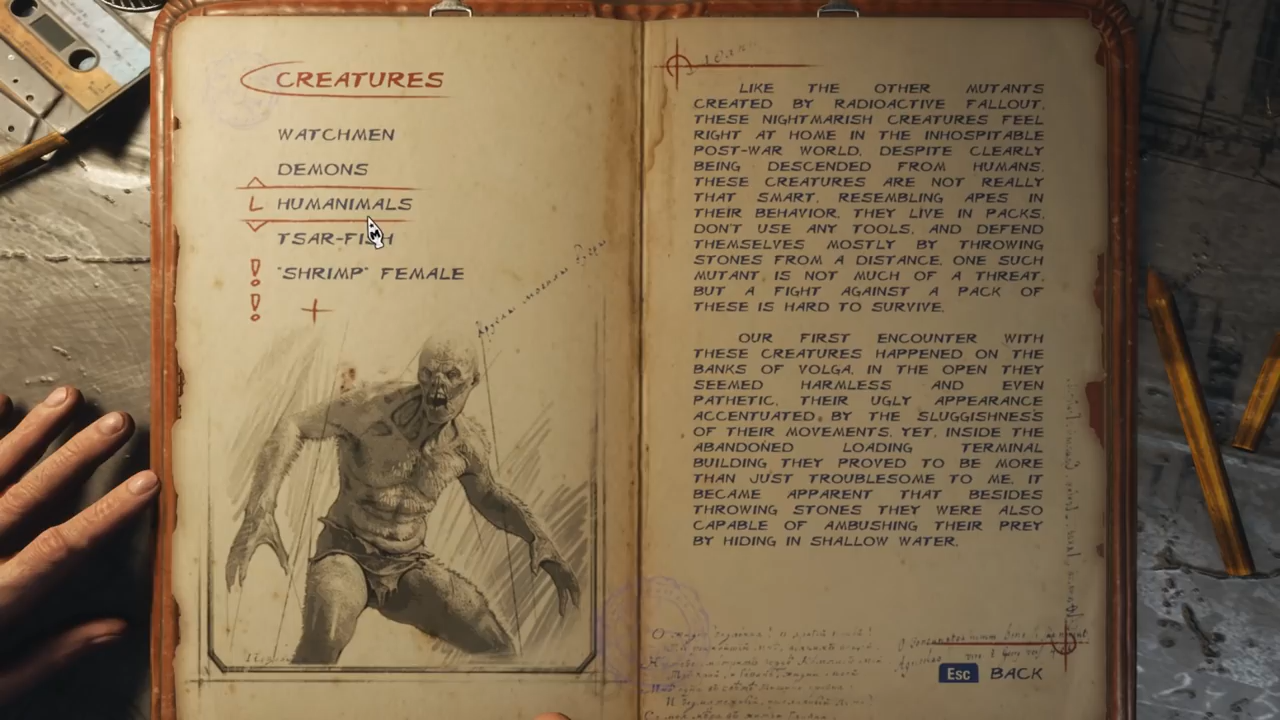 CREATURES
WATCHMEN
DEMONS
L HUMANIMALS
TSAR-FISH
! "SHRIMP" FEMALE
!
LIKE THE OTHER MUTANTS
CREATED BY RADIOACTIVE FALLOUT,
THESE NIGHTMARISH CREATURES FEEL
RIGHT AT HOME IN THE INHOSPITABLE
POST-WAR WORLD, DESPITE CLEARLY
BEING DESCENDED FROM HUMANS,
THESE CREATURES ARE NOT REALLY
THAT SMART, RESEMBLING APES IN
THEIR BEHAVIOR, THEY LIVE IN PACKS,
DON'T USE ANY TOOLS, AND DEFEND
THEMSELVES MOSTLY BY THROWING
STONES FROM A DISTANCE. ONE SUCH
MUTANT IS NOT MUCH OF A THREAT,
BUT A FIGHT AGAINST A PACK OF
THESE IS HARD TO SURVIVE.
OUR FIRST ENCOUNTER WITH
THESE CREATURES HAPPENED ON THE
BANKS OF VOLGA. IN THE OPEN THEY
SEEMED HARMLESS AND EVEN
PATHETIC, THEIR UGLY APPEARANCE
ACCENTUATED BY THE SLUGGISHNESS
OF THEIR MOVEMENTS. YET, INSIDE THE
ABANDONED LOADING TERMINAL
BUILDING THEY PROVED TO BE MORE
THAN JUST TROUBLESOME TO ME. IT
BECAME APPARENT THAT BESIDES
THROWING STONES THEY WERE ALSO
CAPABLE OF AMBUSHING THEIR PREY
BY HIDING IN SHALLOW WATER.
Esc BACK